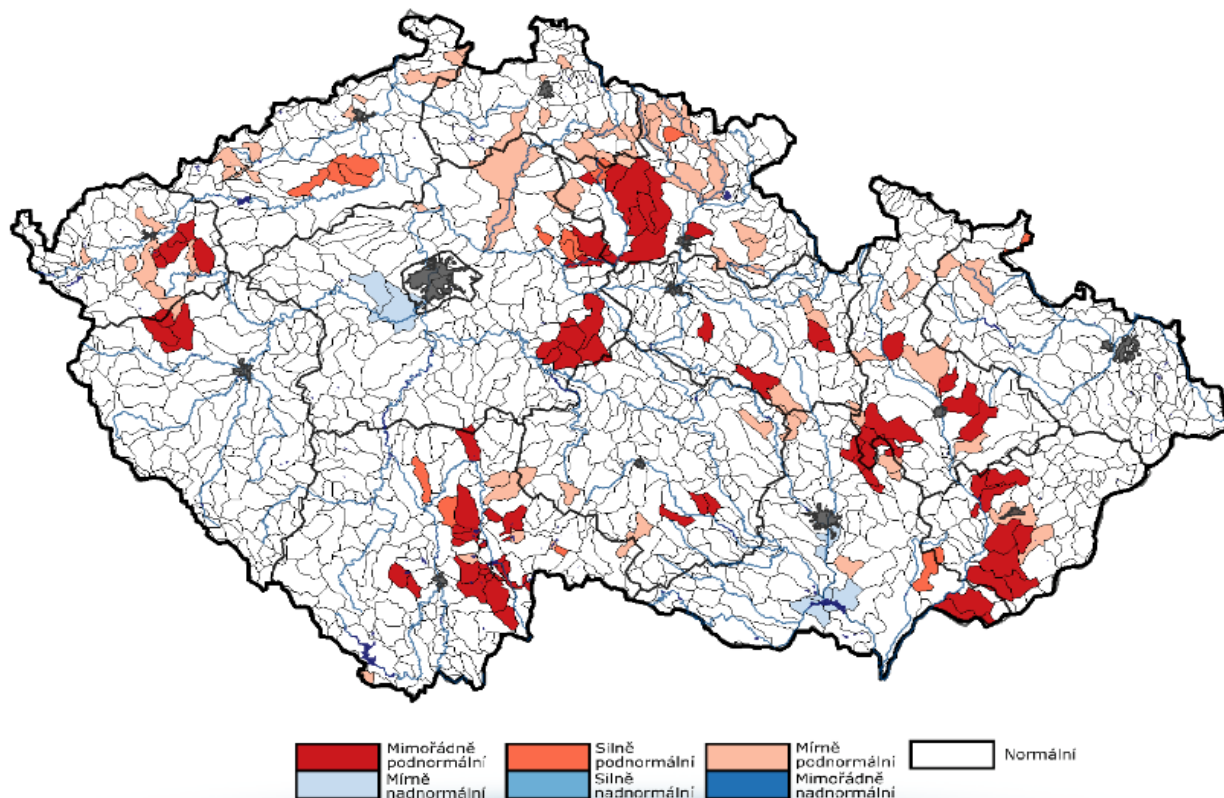 Mimořádně
podnormální
Silně
podnormální
Mírně
podnormální
Normální
Mírně
nadnormální
Silně
nadnormální
Mimořádně
nadnormální